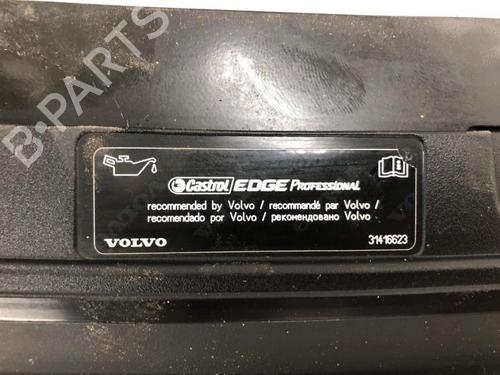 B-PARTS
Castrol EDGE PROFESSIONAL
recommended by Volvo / recommandé par Volvo /
recomendado por Volvo / рекомендовано Volvo
VOLVO 31416623